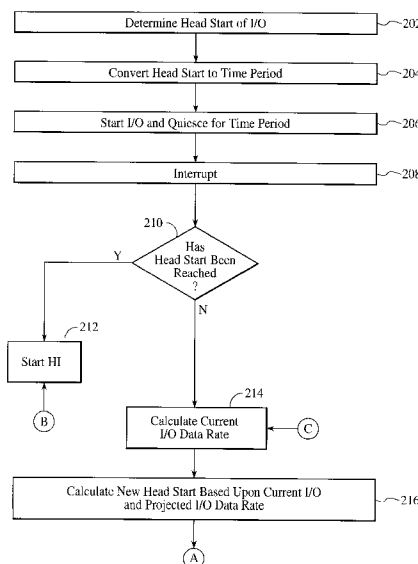 Determine Head Start of I/O
202
Convert Head Start to Time Period
204
Start I/O and Quiesce for Time Period
206
Interrupt
208
210
Has
Head Start Been
Reached
?
Y
N
212
Start HI
B
214
Calculate Current
I/O Data Rate
C
Calculate New Head Start Based Upon Current I/O
and Projected I/O Data Rate
216
A